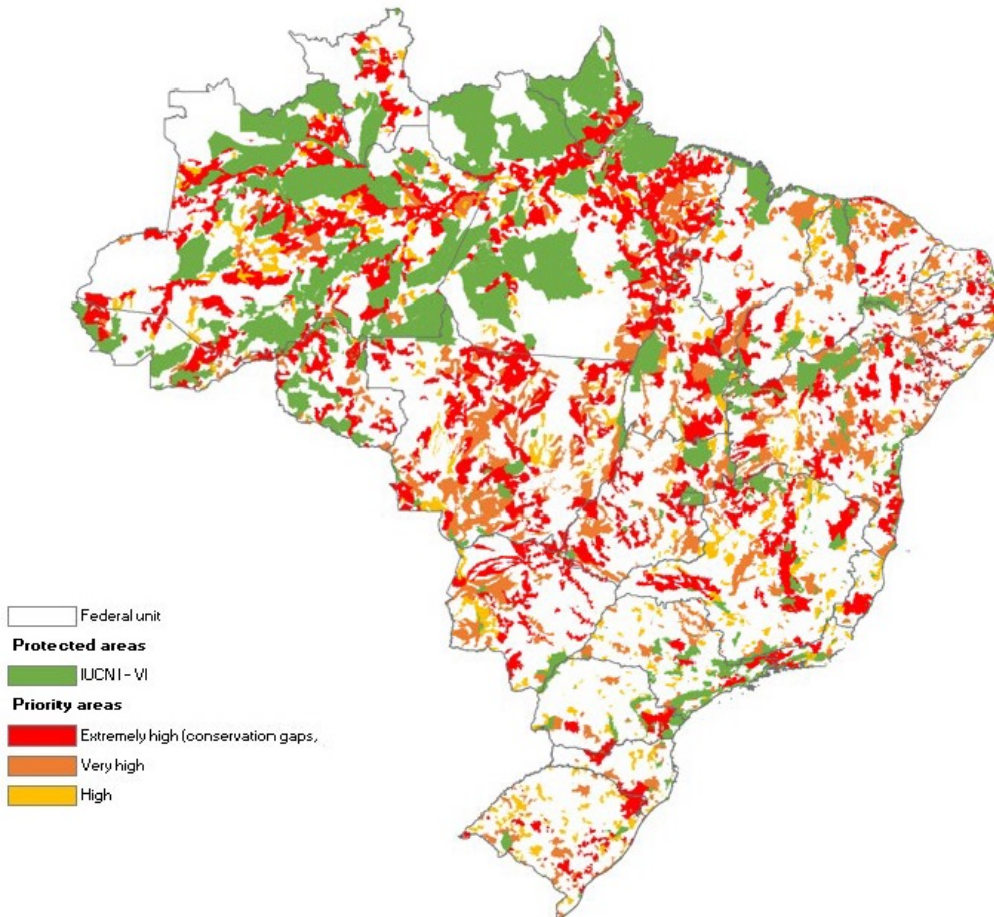 Federal unit
Protected areas
IUCN I - VI
Priority areas
Extremely high (conservation gaps,
Very high
High